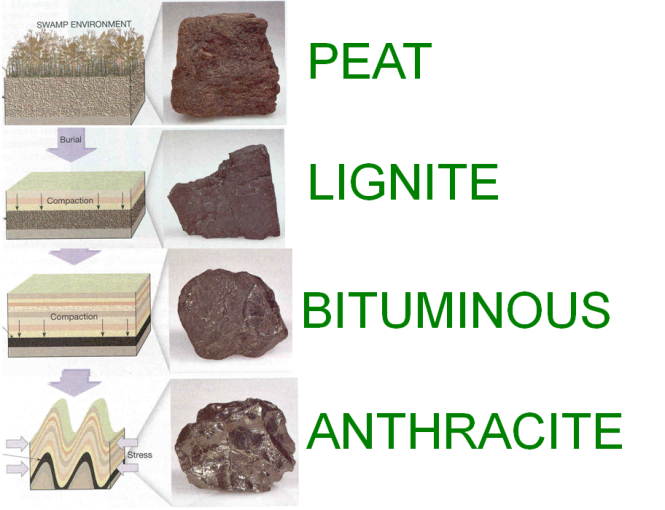 SWAMP ENVIRONMENT
PEAT
Burial
LIGNITE
Compaction
BITUMINOUS
Compaction
ANTHRACITE
Stress